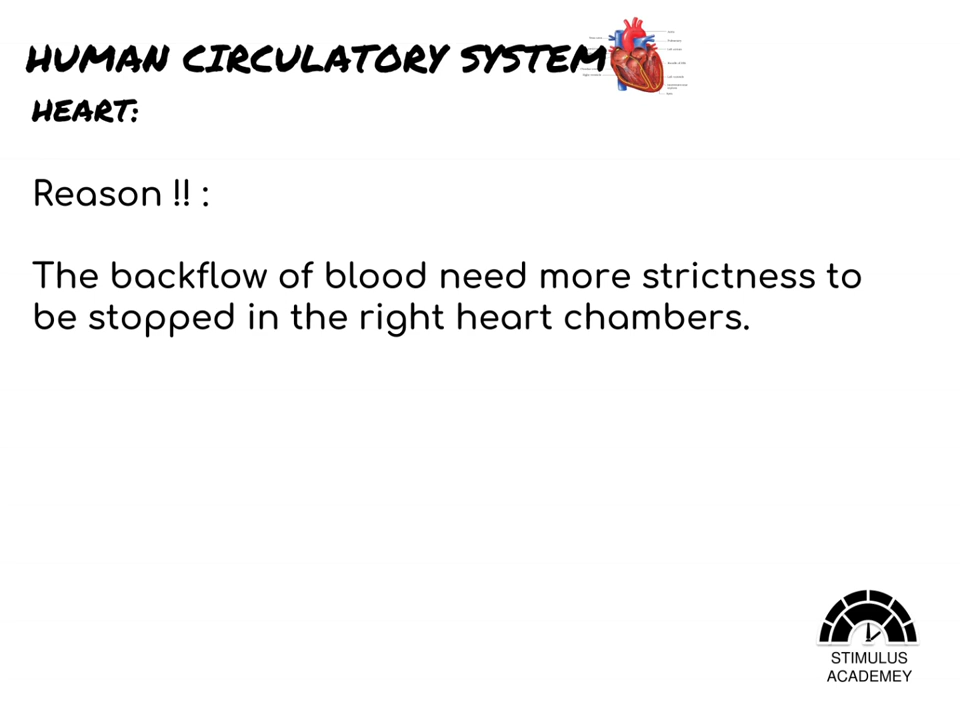 HUMAN CIRCULATORY SYSTEM
HEART:
Reason !! :
The backflow of blood need more strictness to
be stopped in the right heart chambers.
STIMULUS
ACADEMEY